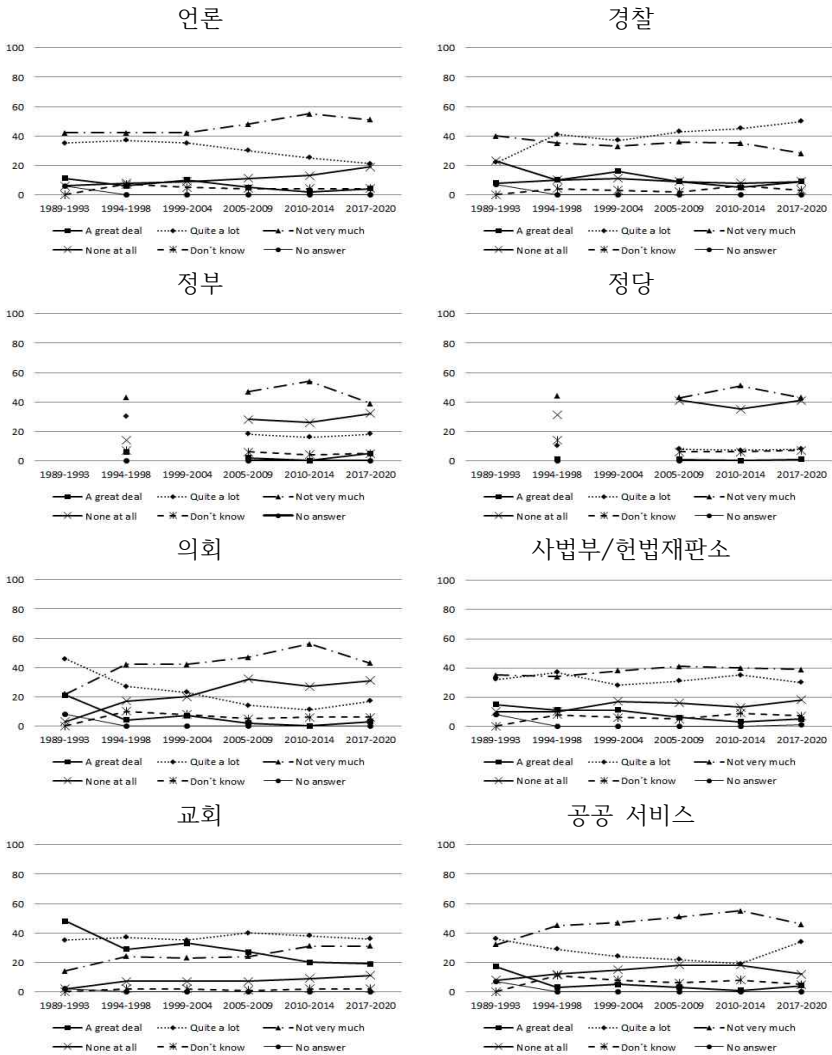 언론
100
80
60
40
20
0
1989-1993 1994-1998 1999-2004 2005-2009 2010-2014 2017-2020
A great deal Quite a lot Not very much
None at all Don't know No answer
경찰
100
80
60
40
20
0
1989-1993 1994-1998 1999-2004 2005-2009 2010-2014 2017-2020
A great deal Quite a lot Not very much
None at all Don't know No answer
정부
100
80
60
40
20
0
1989-1993 1994-1998 1999-2004 2005-2009 2010-2014 2017-2020
A great deal Quite a lot Not very much
None at all Don't know No answer
정당
100
80
60
40
20
0
1989-1993 1994-1998 1999-2004 2005-2009 2010-2014 2017-2020
A great deal Quite a lot Not very much
None at all Don't know No answer
의회
100
80
60
40
20
0
1989-1993 1994-1998 1999-2004 2005-2009 2010-2014 2017-2020
A great deal Quite a lot Not very much
None at all Don't know No answer
사법부/헌법재판소
100
80
60
40
20
0
1989-1993 1994-1998 1999-2004 2005-2009 2010-2014 2017-2020
A great deal Quite a lot Not very much
None at all Don't know No answer
교회
100
80
60
40
20
0
1989-1993 1994-1998 1999-2004 2005-2009 2010-2014 2017-2020
A great deal Quite a lot Not very much
None at all Don't know No answer
공공 서비스
100
80
60
40
20
0
1989-1993 1994-1998 1999-2004 2005-2009 2010-2014 2017-2020
A great deal Quite a lot Not very much
None at all Don't know No answer